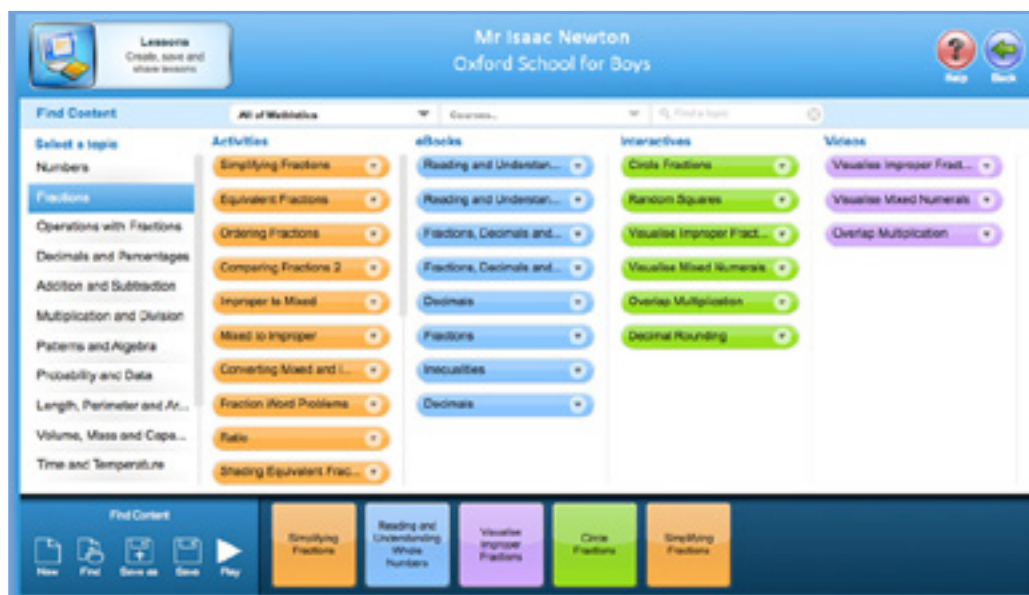 Lessons
Create, save and
share lessons
Mr Isaac Newton
Oxford School for Boys
Help
Back
Find Content
All of Mathletics
Courses...
Find a topic
Select a topic
Numbers
Fractions
Operations with Fractions
Decimals and Percentages
Addition and Subtraction
Multiplication and Division
Patterns and Algebra
Probability and Data
Length, Perimeter and Ar...
Volume, Mass and Capa...
Time and Temperature
Activities
Simplifying Fractions
Equivalent Fractions
Ordering Fractions
Comparing Fractions 2
Improper to Mixed
Mixed to Improper
Converting Mixed and I...
Fraction Word Problems
Ratio
Shading Equivalent Frac...
eBooks
Reading and Understan...
Reading and Understan...
Fractions, Decimals and...
Fractions, Decimals and...
Decimals
Fractions
Inequalities
Decimals
Interactives
Circle Fractions
Random Squares
Visualise Improper Fract...
Visualise Mixed Numerals
Overlap Multiplication
Decimal Rounding
Videos
Visualise Improper Fract...
Visualise Mixed Numerals
Overlap Multiplication
Find Content
New
Find
Save as
Save
Play
Simplifying
Fractions
Reading and
Understanding
Whole
Numbers
Visualise
Improper
Fractions
Circle
Fractions
Simplifying
Fractions